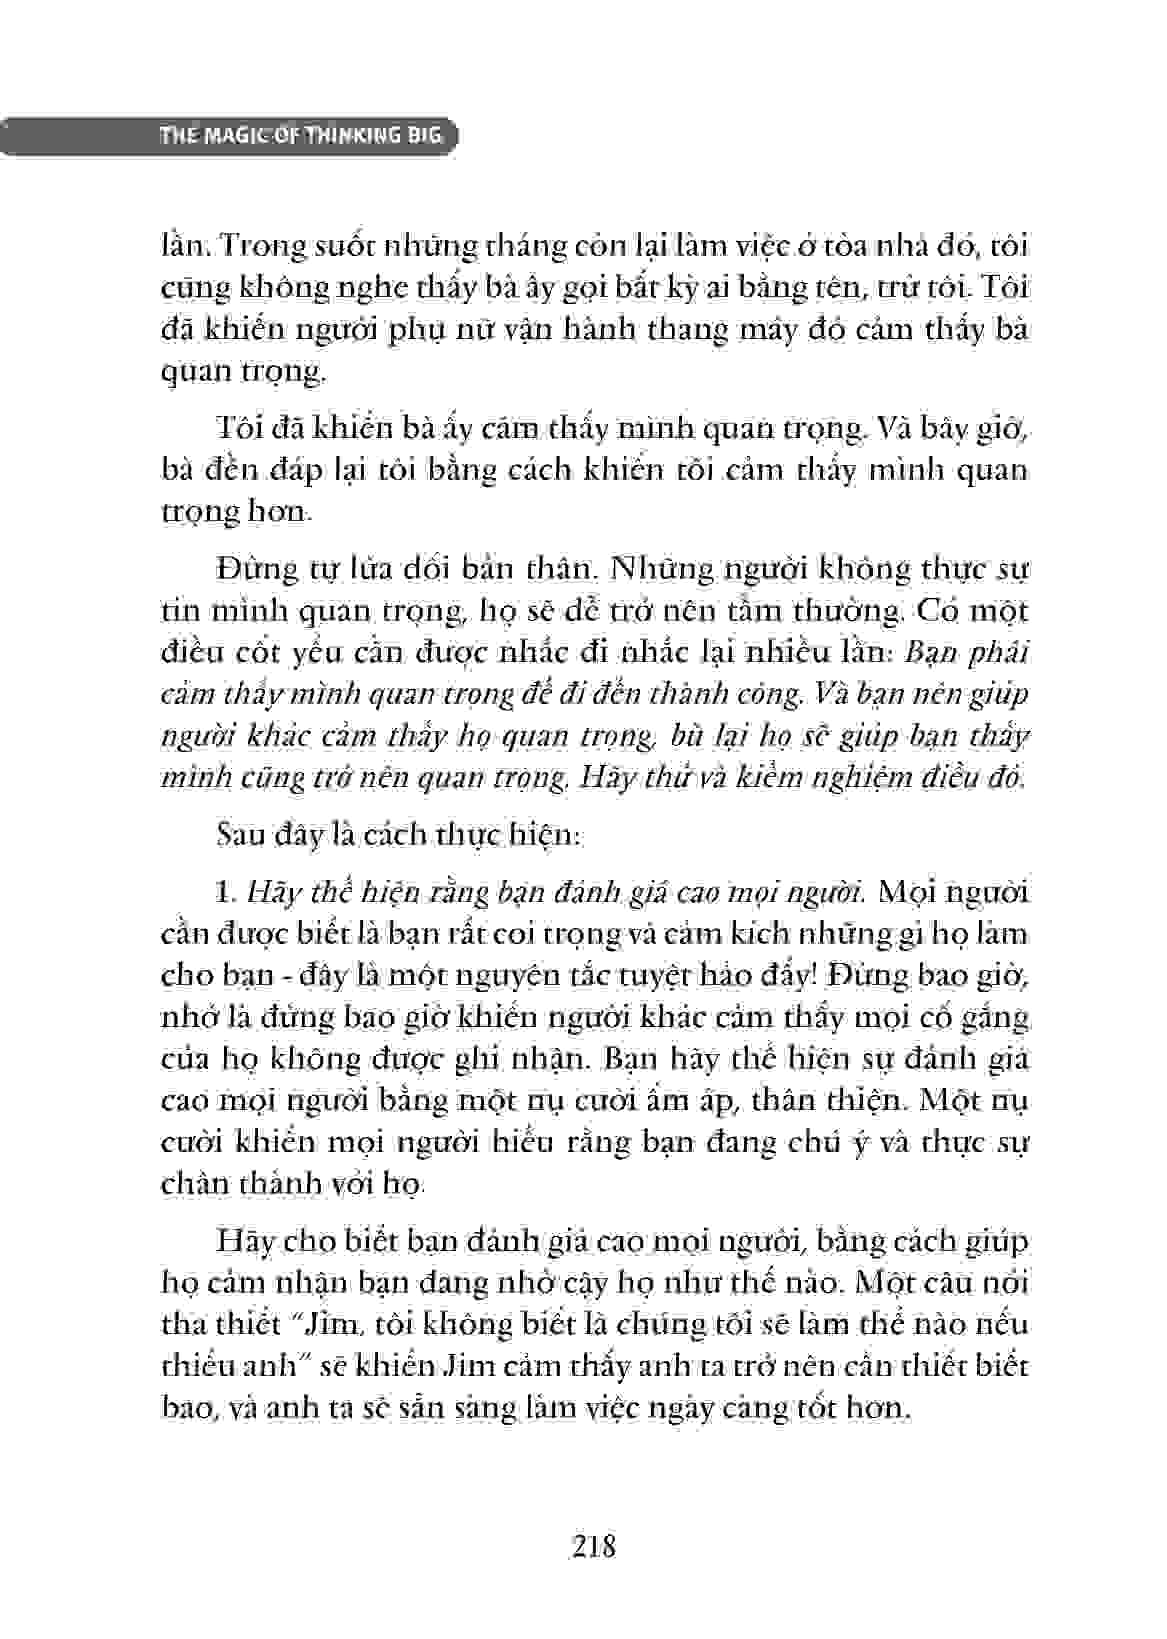 THE MAGIC OF THINKING BIG
lần. Trong suốt những tháng còn lại làm việc ở tòa nhà đó, tôi
cũng không nghe thấy bà ấy gọi bất kỳ ai bằng tên, trừ tôi. Tôi
đã khiến người phụ nữ vận hành thang máy đó cảm thấy bà
quan trọng.
Tôi đã khiến bà ấy cảm thấy mình quan trọng. Và bây giờ,
bà đền đáp lại tôi bằng cách khiến tôi cảm thấy mình quan
trọng hơn.
Đừng tự lừa dối bản thân. Những người không thực sự
tin mình quan trọng, họ sẽ dễ trở nên tầm thường. Có một
điều cốt yếu cần được nhắc đi nhắc lại nhiều lần: Bạn phải
cảm thấy mình quan trọng để đi đến thành công. Và bạn nên giúp
người khác cảm thấy họ quan trọng, bù lại họ sẽ giúp bạn thấy
mình cũng trở nên quan trọng. Hãy thử và kiểm nghiệm điều đó.
Sau đây là cách thực hiện:
1. Hãy thể hiện rằng bạn đánh giá cao mọi người. Mọi người
cần được biết là bạn rất coi trọng và cảm kích những gì họ làm
cho bạn - đây là một nguyên tắc tuyệt hảo đấy! Đừng bao giờ,
nhớ là đừng bao giờ khiến người khác cảm thấy mọi cố gắng
của họ không được ghi nhận. Bạn hãy thể hiện sự đánh giá
cao mọi người bằng một nụ cười ấm áp, thân thiện. Một nụ
cười khiến mọi người hiểu rằng bạn đang chú ý và thực sự
chân thành với họ.
Hãy cho biết bạn đánh giá cao mọi người, bằng cách giúp
họ cảm nhận bạn đang nhờ cậy họ như thế nào. Một câu nói
tha thiết "Jim, tôi không biết là chúng tôi sẽ làm thế nào nếu
thiếu anh" sẽ khiến Jim cảm thấy anh ta trở nên cần thiết biết
bao, và anh ta sẽ sẵn sàng làm việc ngày càng tốt hơn.
218